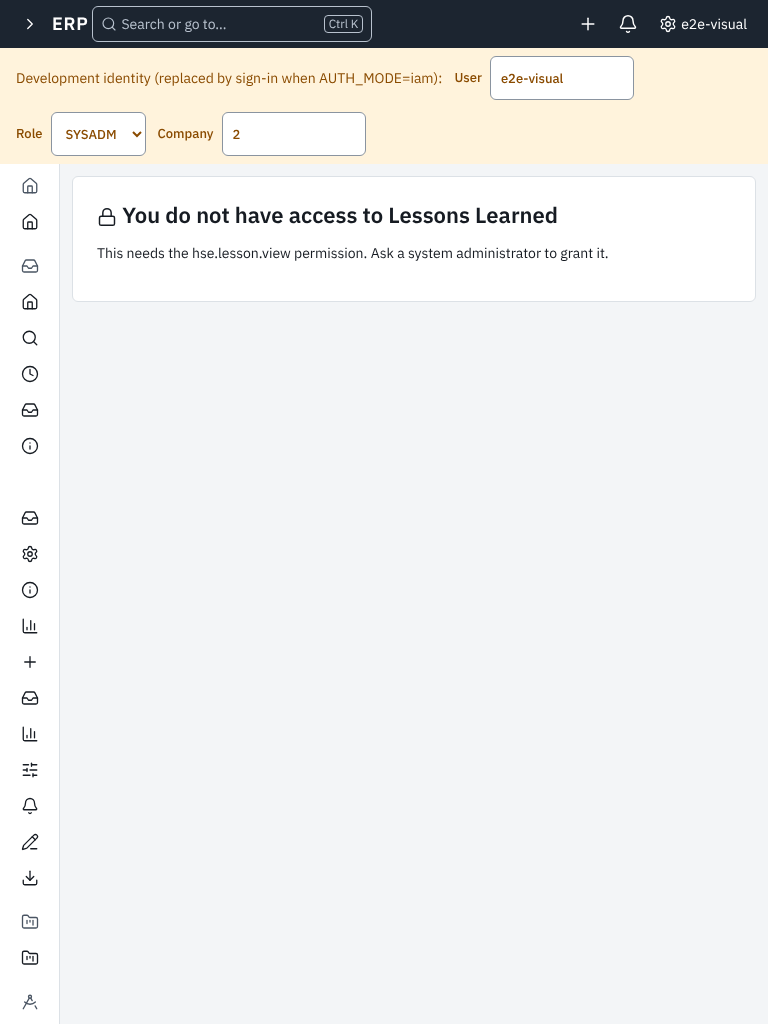 ERP Search or go to... Ctrl K e2e-visual
Development identity (replaced by sign-in when AUTH_MODE=iam): User e2e-visual
Role SYSADM Company 2
You do not have access to Lessons Learned
This needs the hse.lesson.view permission. Ask a system administrator to grant it.